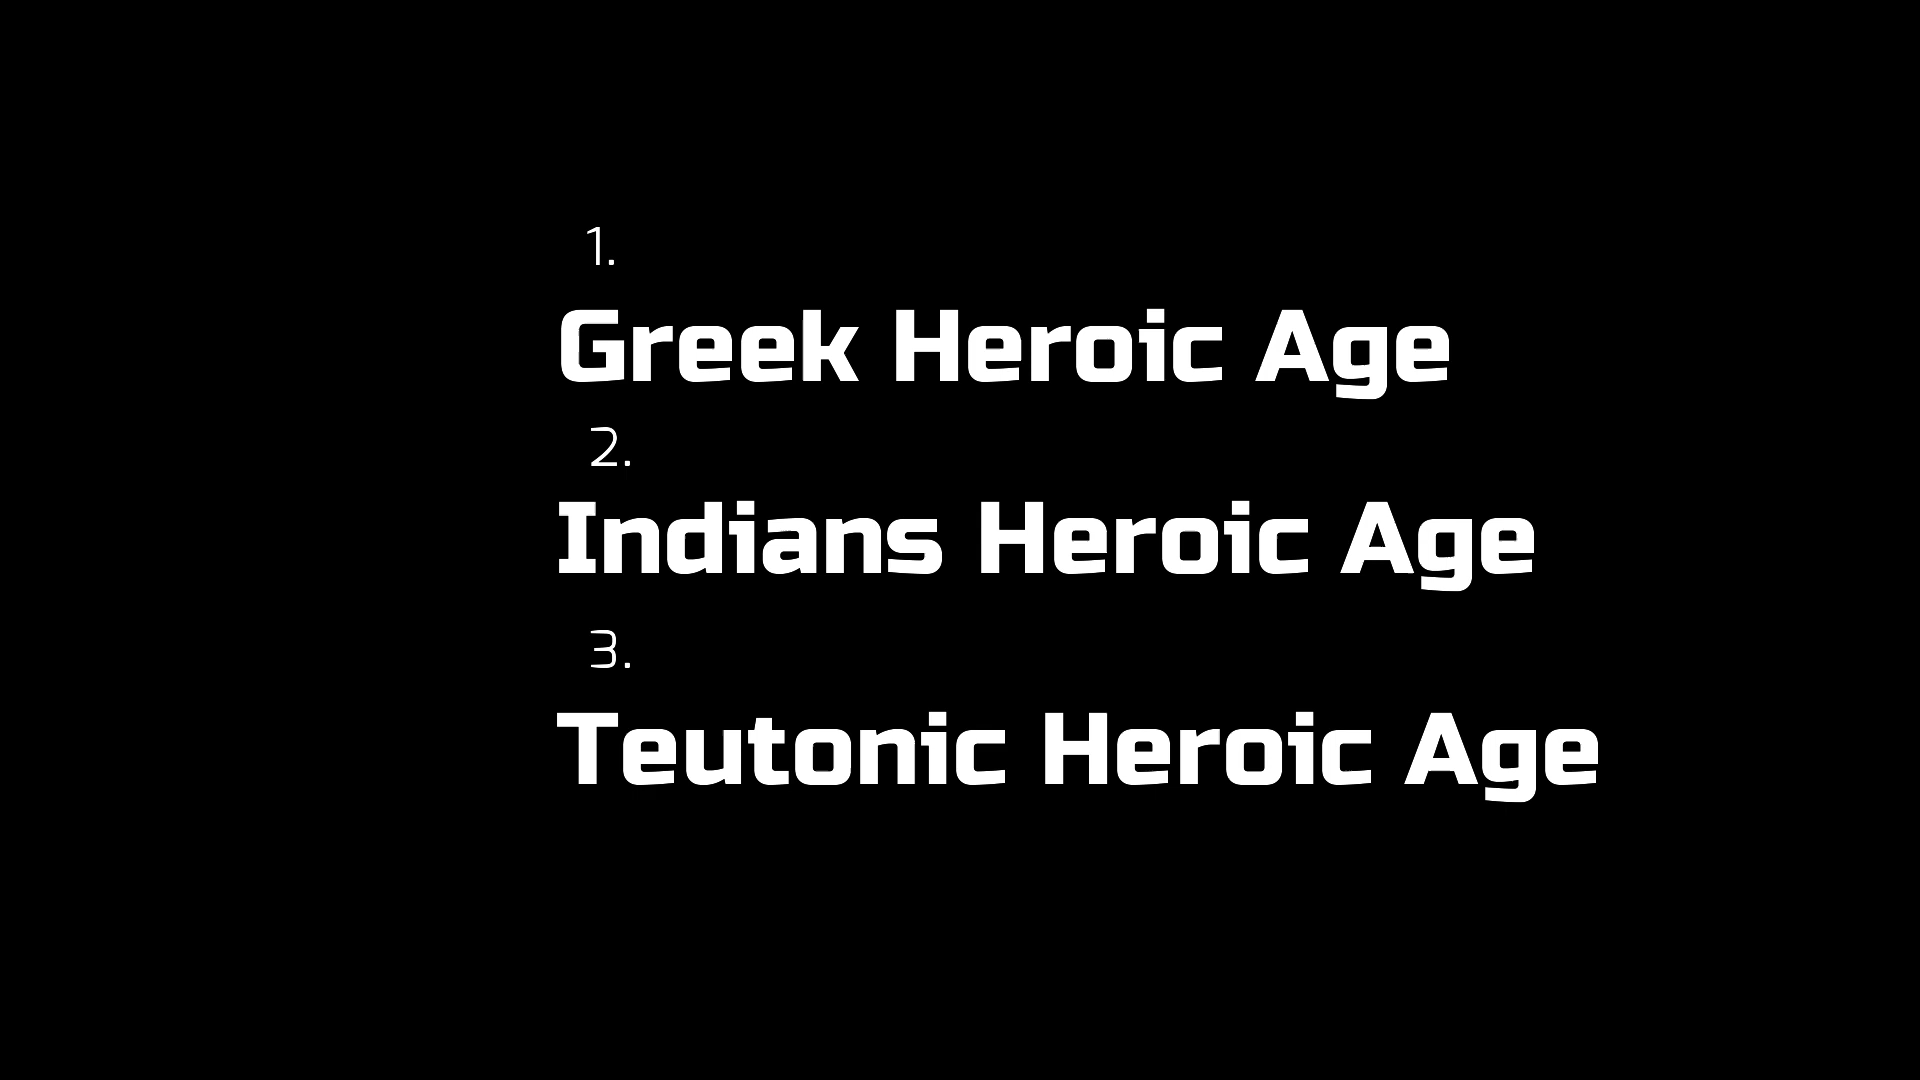 1.
Greek Heroic Age
2.
Indians Heroic Age
3.
Teutonic Heroic Age